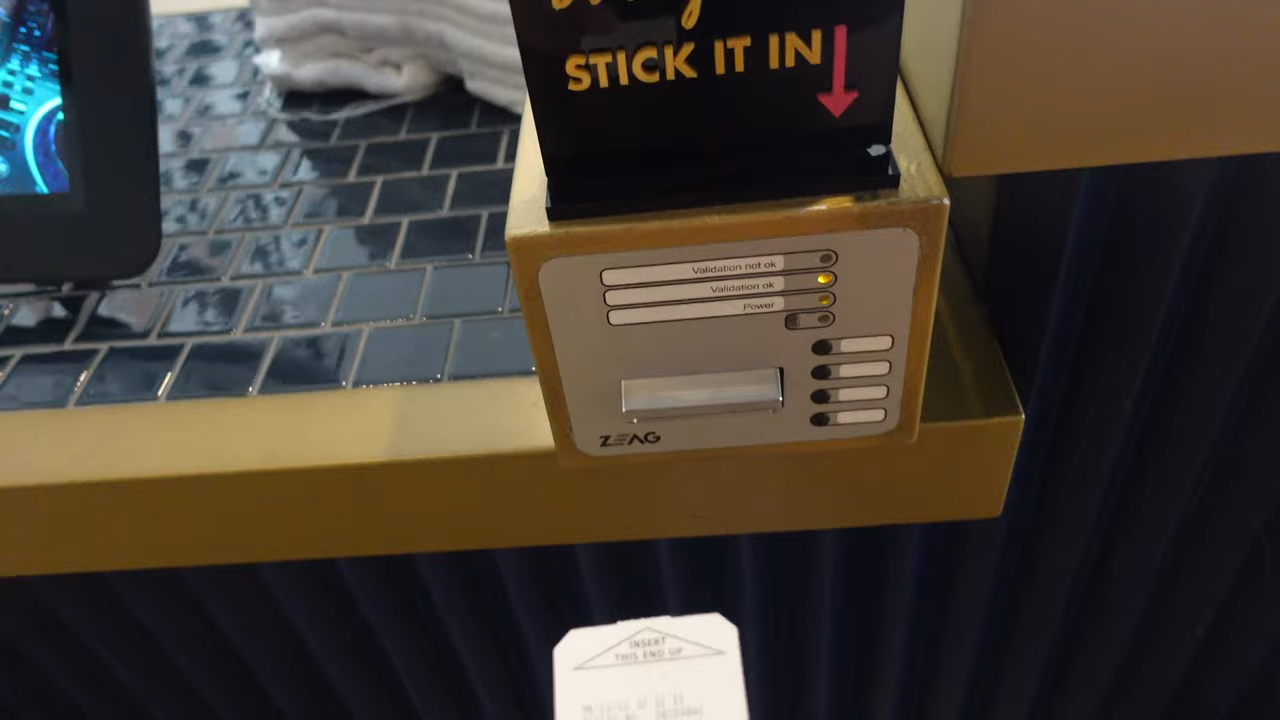 STICK IT IN
Validation not ok
Validation ok
Power
ZEAG
INSERT
THIS END UP